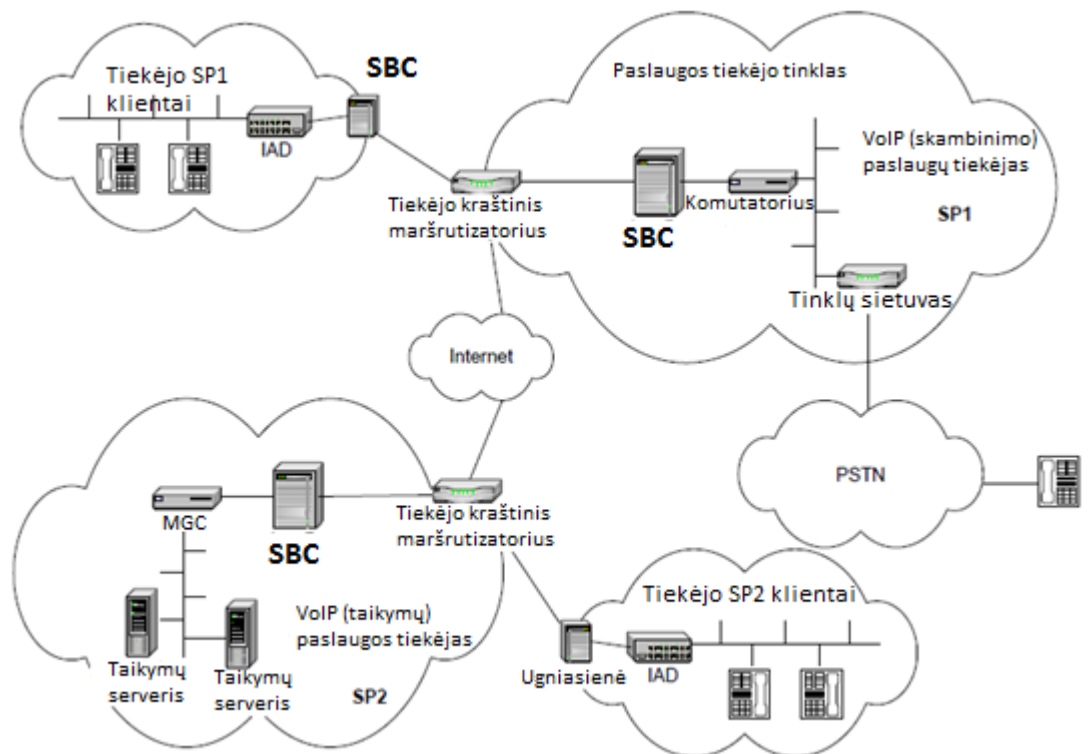 Tiekėjo SP1
klientai
IAD
SBC
Paslaugos tiekėjo tinklas
VoIP (skambinimo)
paslaugų tiekėjas
SP1
Tiekėjo kraštinis
maršrutizatorius
SBC
Komutatorius
Tinklų sietuvas
Internet
PSTN
MGC
SBC
Tiekėjo kraštinis
maršrutizatorius
VoIP (taikymų)
paslaugos tiekėjas
Taikymų
serveris
Taikymų
serveris
SP2
Tiekėjo SP2 klientai
Ugniasienė
IAD